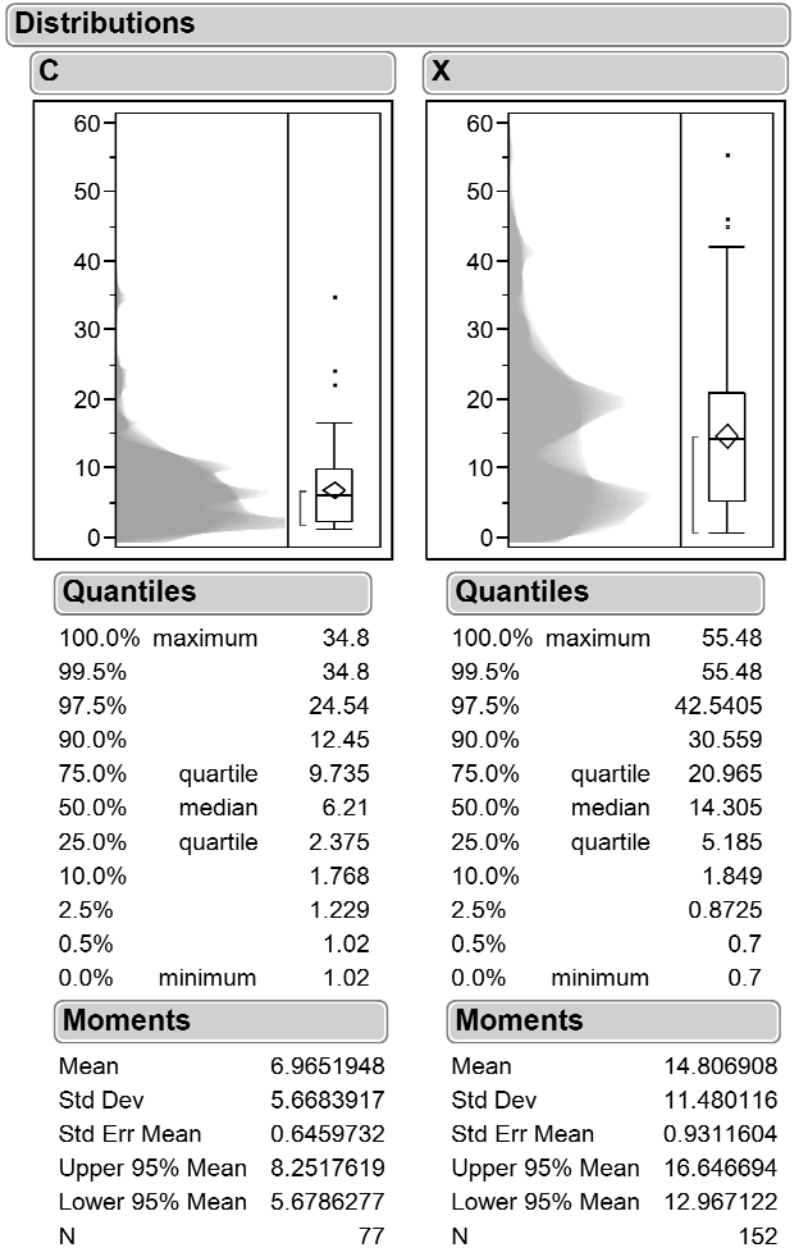 Distributions
C
60
50
40
30
20
10
0
Quantiles
100.0% maximum 34.8
99.5% 34.8
97.5% 24.54
90.0% 12.45
75.0% quartile 9.735
50.0% median 6.21
25.0% quartile 2.375
10.0% 1.768
2.5% 1.229
0.5% 1.02
0.0% minimum 1.02
Moments
Mean 6.9651948
Std Dev 5.6683917
Std Err Mean 0.6459732
Upper 95% Mean 8.2517619
Lower 95% Mean 5.6786277
N 77
X
60
50
40
30
20
10
0
Quantiles
100.0% maximum 55.48
99.5% 55.48
97.5% 42.5405
90.0% 30.559
75.0% quartile 20.965
50.0% median 14.305
25.0% quartile 5.185
10.0% 1.849
2.5% 0.8725
0.5% 0.7
0.0% minimum 0.7
Moments
Mean 14.806908
Std Dev 11.480116
Std Err Mean 0.9311604
Upper 95% Mean 16.646694
Lower 95% Mean 12.967122
N 152